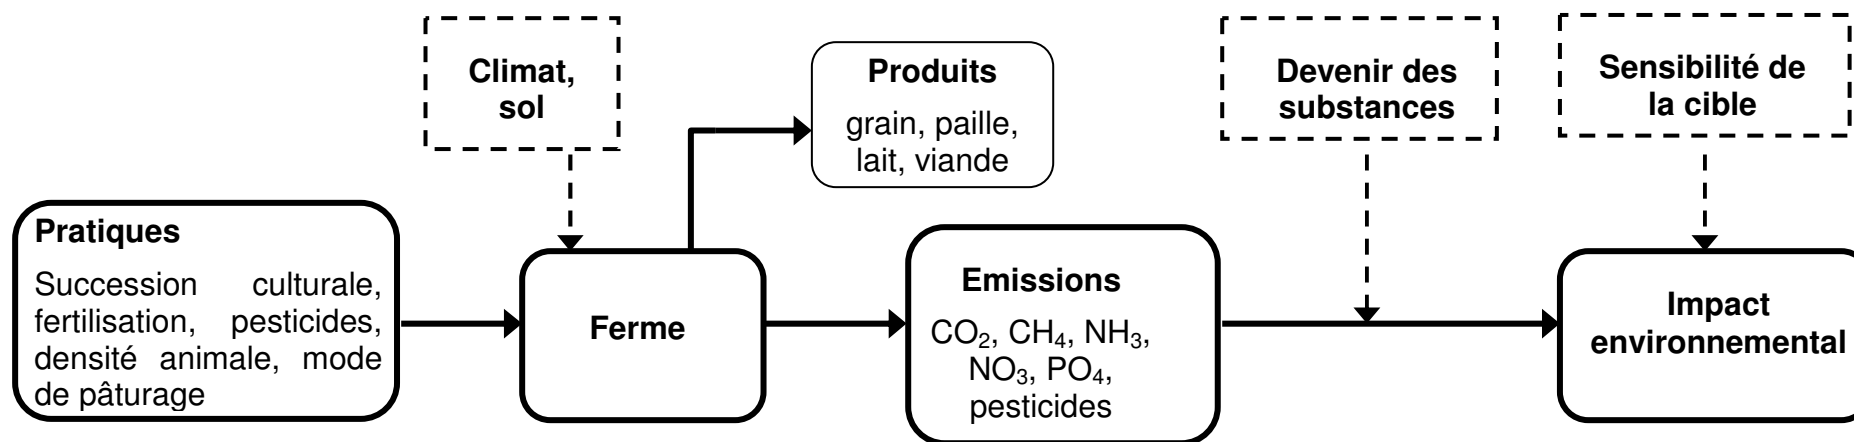 Climat,
sol
Produits
grain, paille,
lait, viande
Devenir des
substances
Sensibilité de
la cible
Pratiques
Succession culturale,
fertilisation, pesticides,
densité animale, mode
de pâturage
Ferme
Emissions
CO₂, CH₄, NH₃,
NO₃, PO₄,
pesticides
Impact
environnemental